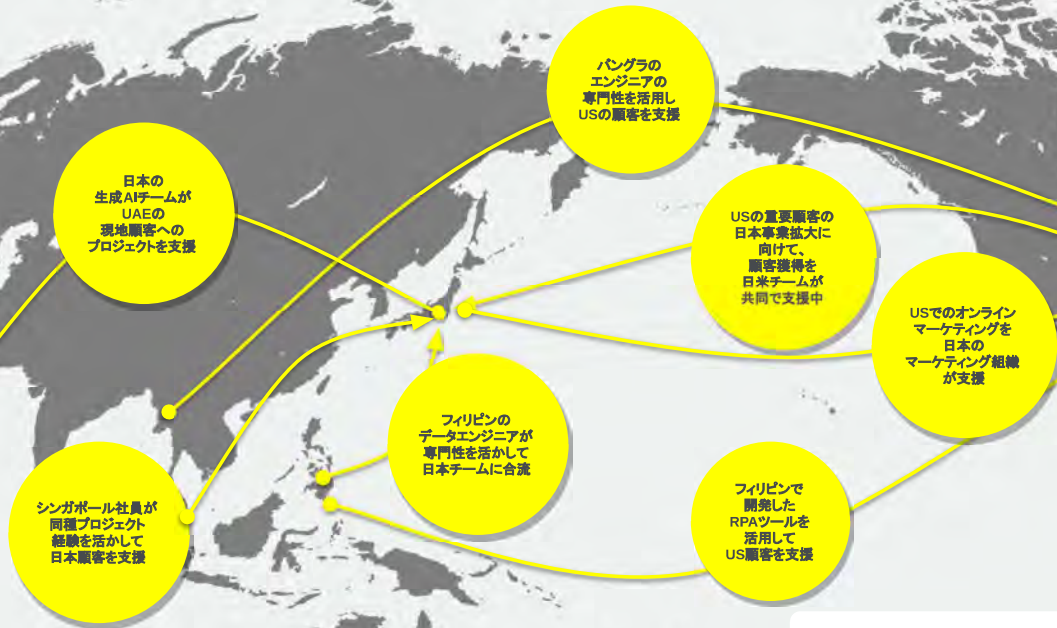 バングラの
エンジニアの
専門性を活用し
USの顧客を支援
日本の
生成AIチームが
UAEの
現地顧客への
プロジェクトを支援
USの重要顧客の
日本事業拡大に
向けて、
顧客獲得を
日米チームが
共同で支援中
USでのオンライン
マーケティングを
日本の
マーケティング組織
が支援
フィリピンの
データエンジニアが
専門性を活かして
日本チームに合流
シンガポール社員が
同種プロジェクト
経験を活かして
日本顧客を支援
フィリピンで
開発した
RPAツールを
活用して
US顧客を支援